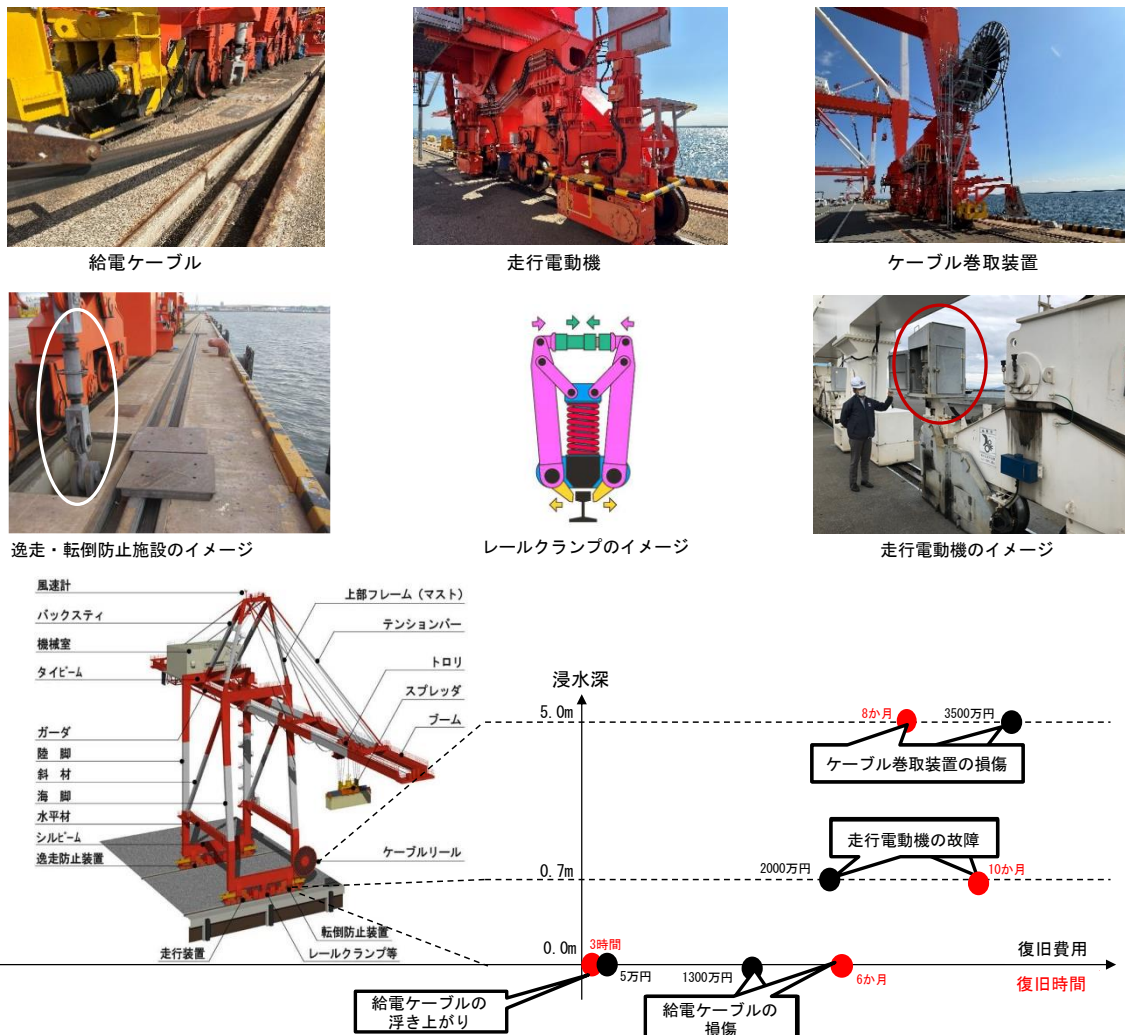 給電ケーブル
走行電動機
ケーブル巻取装置
逸走・転倒防止施設のイメージ
レールクランプのイメージ
走行電動機のイメージ
風速計
バックスティ
機械室
タイビーム
ガーダ
陸 脚
斜 材
海 脚
水平材
シルビーム
逸走防止装置
上部フレーム（マスト）
テンションバー
トロリ
スプレッダ
ブーム
ケーブルリール
転倒防止装置
走行装置
レールクランプ等
浸水深
5.0m
8か月
3500万円
ケーブル巻取装置の損傷
走行電動機の故障
0.7m
2000万円
10か月
0.0m
3時間
5万円
1300万円
6か月
復旧費用
復旧時間
給電ケーブルの
浮き上がり
給電ケーブルの
損傷